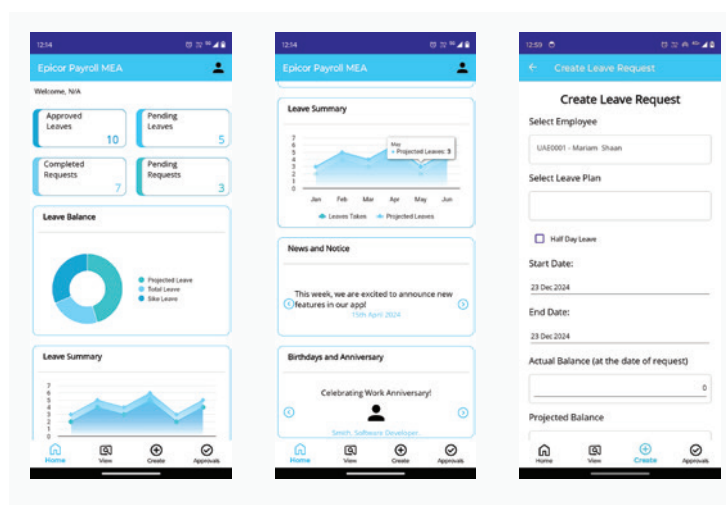 12:54
Epicor Payroll MEA
Welcome, N/A
Approved
Leaves
10
Pending
Leaves
5
Completed
Requests
7
Pending
Requests
3
Leave Balance
Projected Leave
Total Leave
Sike Leave
Leave Summary
7
6
5
4
3
2
1
0
Home
View
Create
Approvals
12:54
Epicor Payroll MEA
Leave Summary
7
6
5
4
3
2
1
0
May
Projected Leaves: 3
Jan Feb Mar Apr May Jun
Leaves Taken Projected Leaves
News and Notice
This week, we are excited to announce new
features in our app!
15th April 2024
Birthdays and Anniversary
Celebrating Work Anniversary!
Smith, Software Developer
Home
View
Create
Approvals
12:59
Create Leave Request
Create Leave Request
Select Employee
UAE0001 - Mariam Shaan
Select Leave Plan
Half Day Leave
Start Date:
23 Dec 2024
End Date:
23 Dec 2024
Actual Balance (at the date of request)
0
Projected Balance
Home
View
Create
Approvals